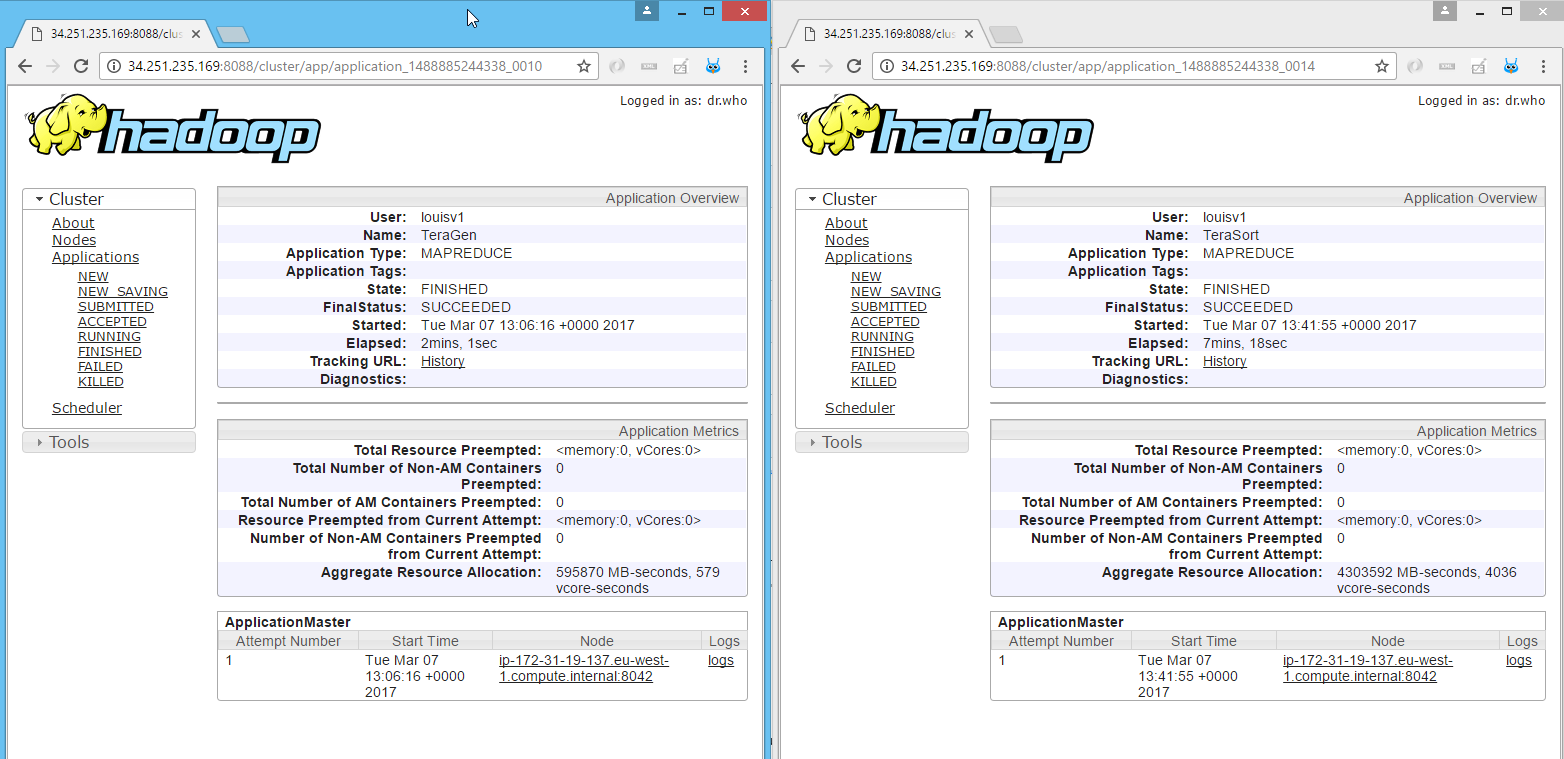 34.251.235.169:8088/clus
34.251.235.169:8088/cluster/app/application_1488885244338_0010
Logged in as: dr.who
hadoop
Cluster
About
Nodes
Applications
NEW
NEW_SAVING
SUBMITTED
ACCEPTED
RUNNING
FINISHED
FAILED
KILLED
Scheduler
Tools
Application Overview
User: louisv1
Name: TeraGen
Application Type: MAPREDUCE
Application Tags:
State: FINISHED
FinalStatus: SUCCEEDED
Started: Tue Mar 07 13:06:16 +0000 2017
Elapsed: 2mins, 1sec
Tracking URL: History
Diagnostics:
Application Metrics
Total Resource Preempted: <memory:0, vCores:0>
Total Number of Non-AM Containers 0
Preempted:
Total Number of AM Containers Preempted: 0
Resource Preempted from Current Attempt: <memory:0, vCores:0>
Number of Non-AM Containers Preempted 0
from Current Attempt:
Aggregate Resource Allocation: 595870 MB-seconds, 579
vcore-seconds
ApplicationMaster
Attempt Number Start Time Node Logs
1 Tue Mar 07 ip-172-31-19-137.eu-west- logs
13:06:16 +0000 1.compute.internal:8042
2017
34.251.235.169:8088/clus
34.251.235.169:8088/cluster/app/application_1488885244338_0014
Logged in as: dr.who
hadoop
Cluster
About
Nodes
Applications
NEW
NEW_SAVING
SUBMITTED
ACCEPTED
RUNNING
FINISHED
FAILED
KILLED
Scheduler
Tools
Application Overview
User: louisv1
Name: TeraSort
Application Type: MAPREDUCE
Application Tags:
State: FINISHED
FinalStatus: SUCCEEDED
Started: Tue Mar 07 13:41:55 +0000 2017
Elapsed: 7mins, 18sec
Tracking URL: History
Diagnostics:
Application Metrics
Total Resource Preempted: <memory:0, vCores:0>
Total Number of Non-AM Containers 0
Preempted:
Total Number of AM Containers Preempted: 0
Resource Preempted from Current Attempt: <memory:0, vCores:0>
Number of Non-AM Containers Preempted 0
from Current Attempt:
Aggregate Resource Allocation: 4303592 MB-seconds, 4036
vcore-seconds
ApplicationMaster
Attempt Number Start Time Node Logs
1 Tue Mar 07 ip-172-31-19-137.eu-west- logs
13:41:55 +0000 1.compute.internal:8042
2017